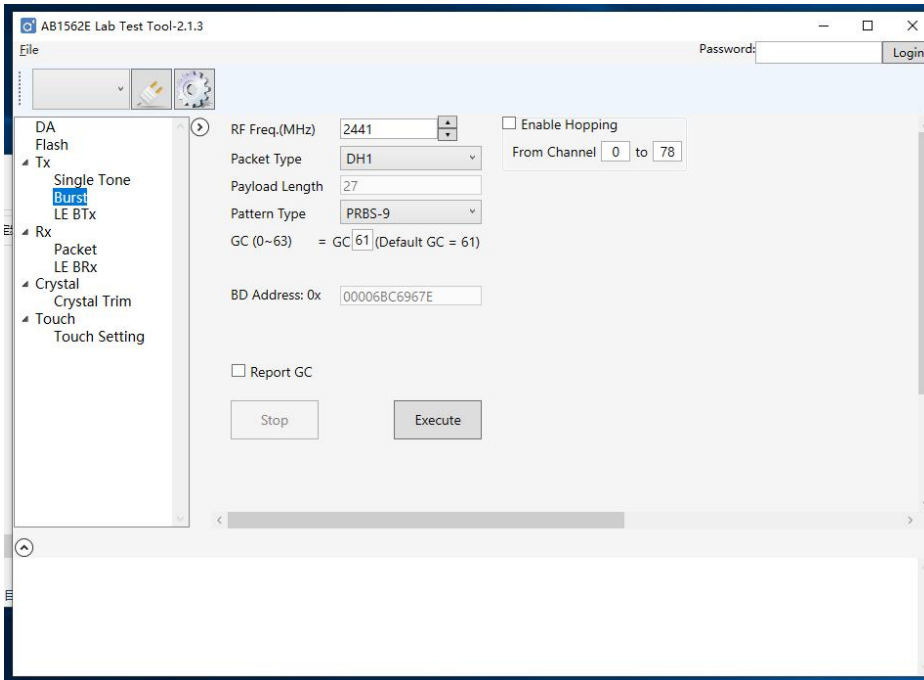 AB1562E Lab Test Tool-2.1.3
File
Password:
Login
DA
Flash
Tx
Single Tone
Burst
LE BTx
Rx
Packet
LE BRx
Crystal
Crystal Trim
Touch
Touch Setting
RF Freq.(MHz) 2441
Packet Type DH1
Payload Length 27
Pattern Type PRBS-9
GC (0~63) = GC 61 (Default GC = 61)
BD Address: 0x 00006BC6967E
Report GC
Stop Execute
Enable Hopping
From Channel 0 to 78